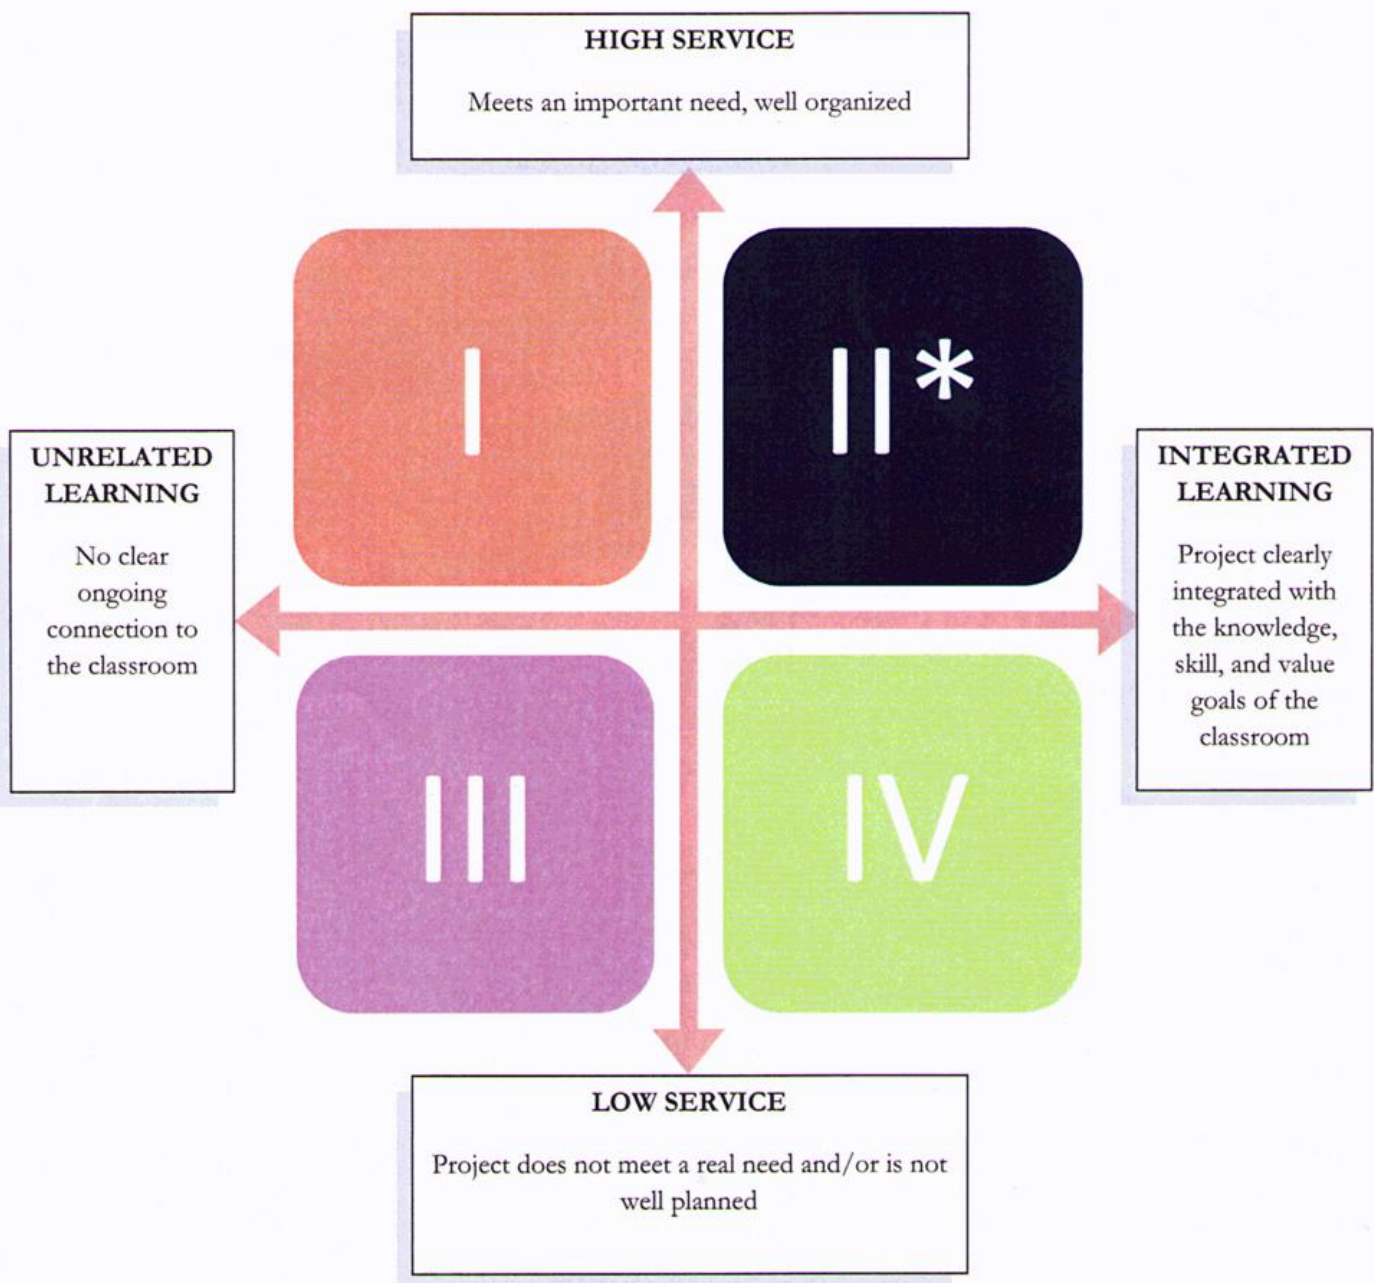 HIGH SERVICE
Meets an important need, well organized
I
II*
UNRELATED
LEARNING
No clear
ongoing
connection to
the classroom
INTEGRATED
LEARNING
Project clearly
integrated with
the knowledge,
skill, and value
goals of the
classroom
III
IV
LOW SERVICE
Project does not meet a real need and/or is not
well planned